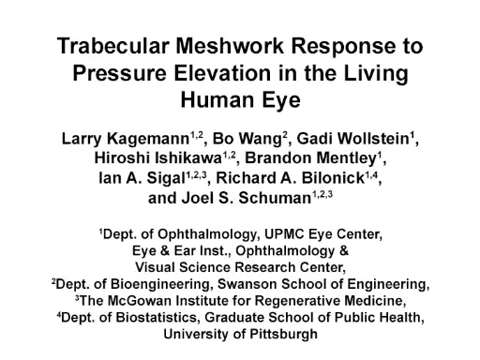 Trabecular Meshwork Response to
Pressure Elevation in the Living
Human Eye
Larry Kagemann1,2, Bo Wang2, Gadi Wollstein1,
Hiroshi Ishikawa1,2, Brandon Mentley1,
Ian A. Sigal1,2,3, Richard A. Bilonick1,4,
and Joel S. Schuman1,2,3
1Dept. of Ophthalmology, UPMC Eye Center,
Eye & Ear Inst., Ophthalmology &
Visual Science Research Center,
2Dept. of Bioengineering, Swanson School of Engineering,
3The McGowan Institute for Regenerative Medicine,
4Dept. of Biostatistics, Graduate School of Public Health,
University of Pittsburgh